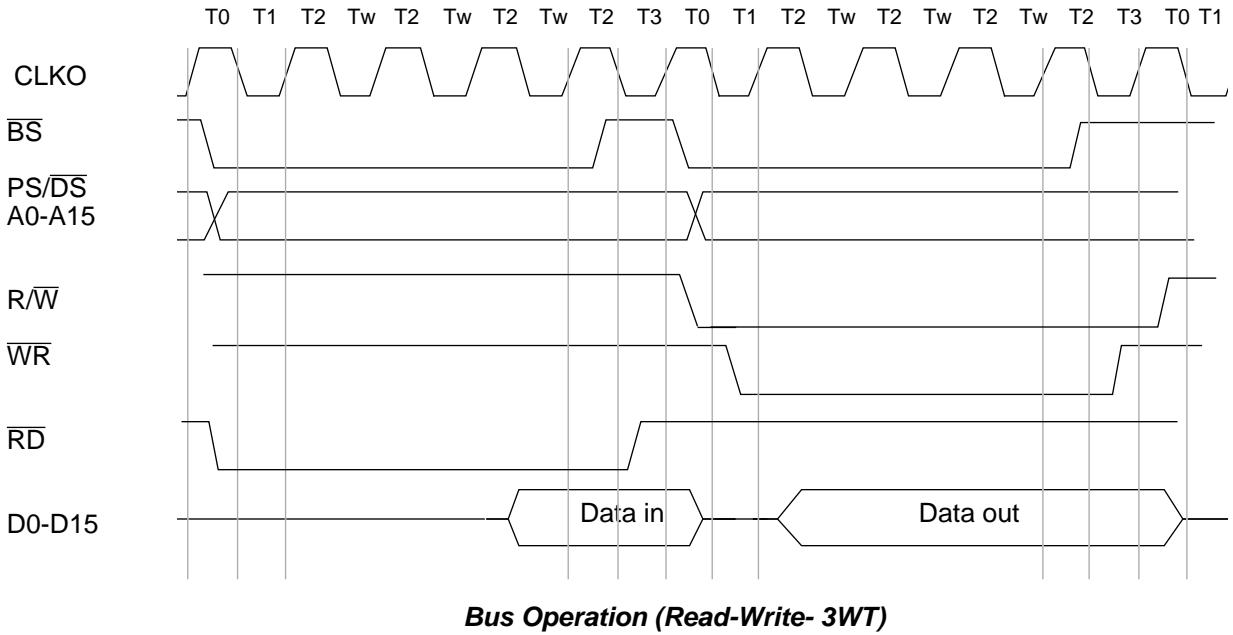 T0 T1 T2 Tw T2 Tw T2 Tw T2 T3 T0 T1 T2 Tw T2 Tw T2 Tw T2 T3 T0 T1
CLKO
BS
PS/DS
A0-A15
R/W
WR
RD
D0-D15 Data in Data out
Bus Operation (Read-Write- 3WT)